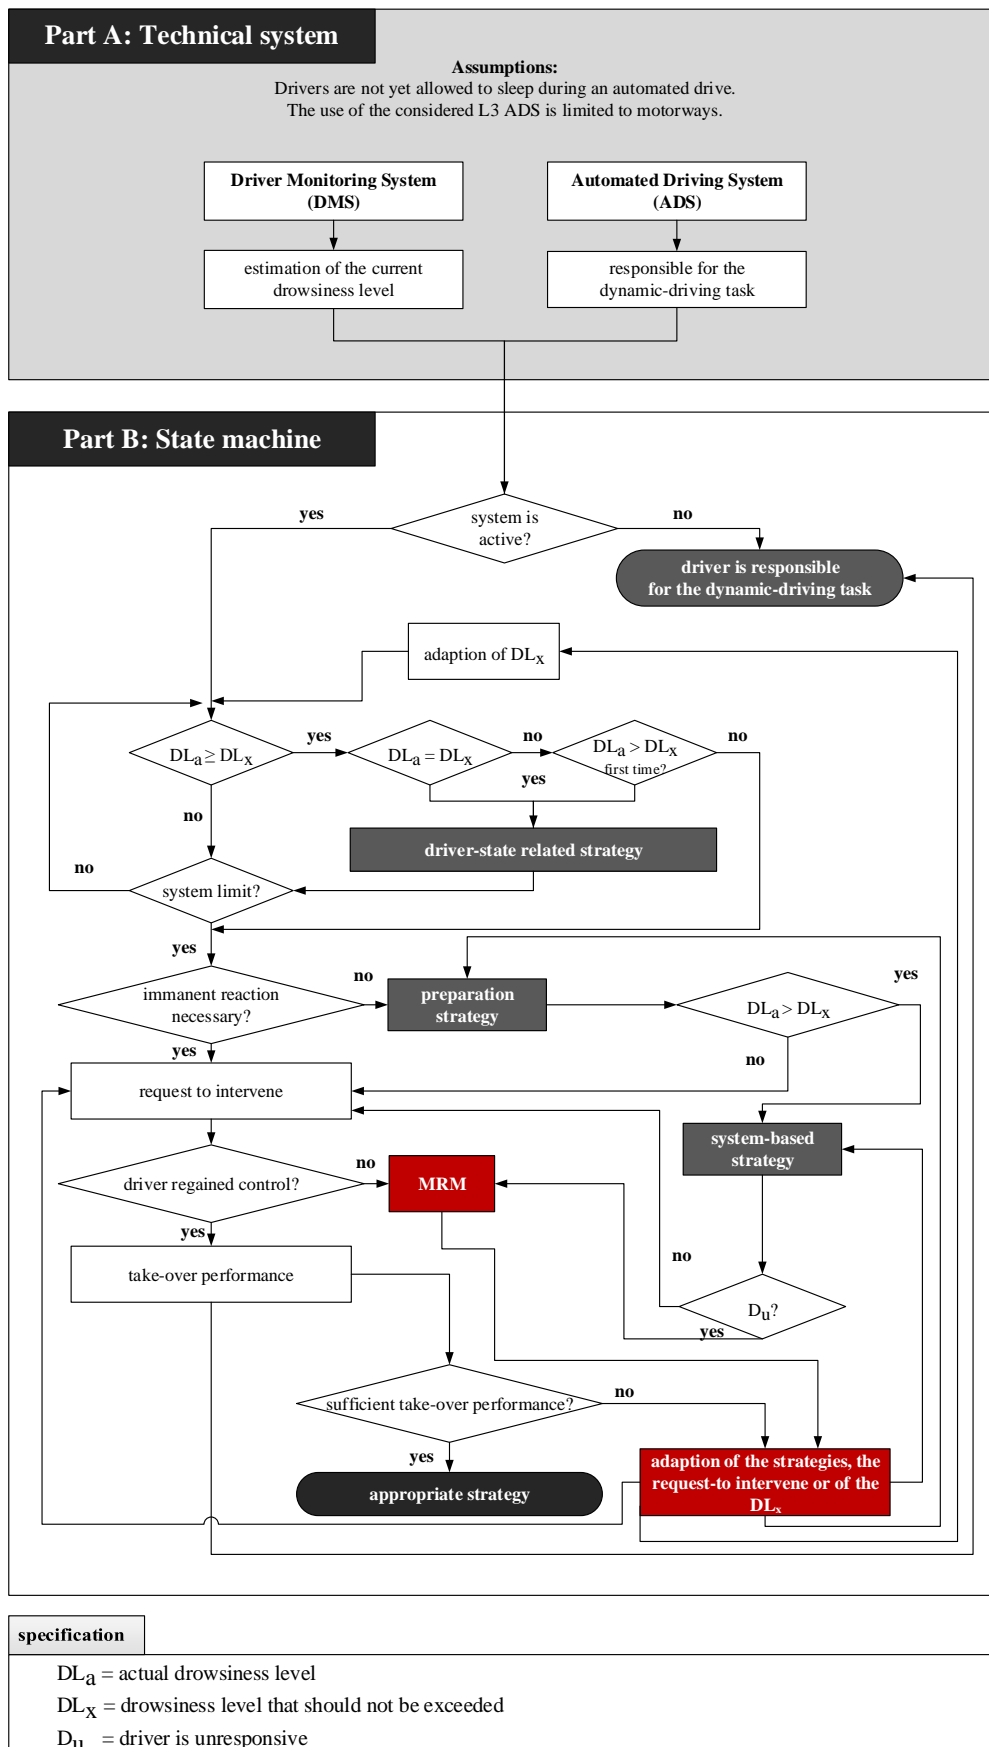 Part A: Technical system
Assumptions:
Drivers are not yet allowed to sleep during an automated drive.
The use of the considered L3 ADS is limited to motorways.
Driver Monitoring System
(DMS)
Automated Driving System
(ADS)
estimation of the current
drowsiness level
responsible for the
dynamic-driving task
Part B: State machine
yes
system is
active?
no
driver is responsible
for the dynamic-driving task
adaption of DLx
DLa ≥ DLx
yes
DLa = DLx
no
DLa > DLx
first time?
no
yes
no
driver-state related strategy
no
system limit?
yes
immanent reaction
necessary?
no
preparation
strategy
DLa > DLx
yes
yes
no
request to intervene
system-based
strategy
driver regained control?
no
MRM
yes
take-over performance
no
Du?
yes
sufficient take-over performance?
no
yes
appropriate strategy
adaption of the strategies, the
request-to intervene or of the
DLx
specification
DLa = actual drowsiness level
DLx = drowsiness level that should not be exceeded
Du = driver is unresponsive